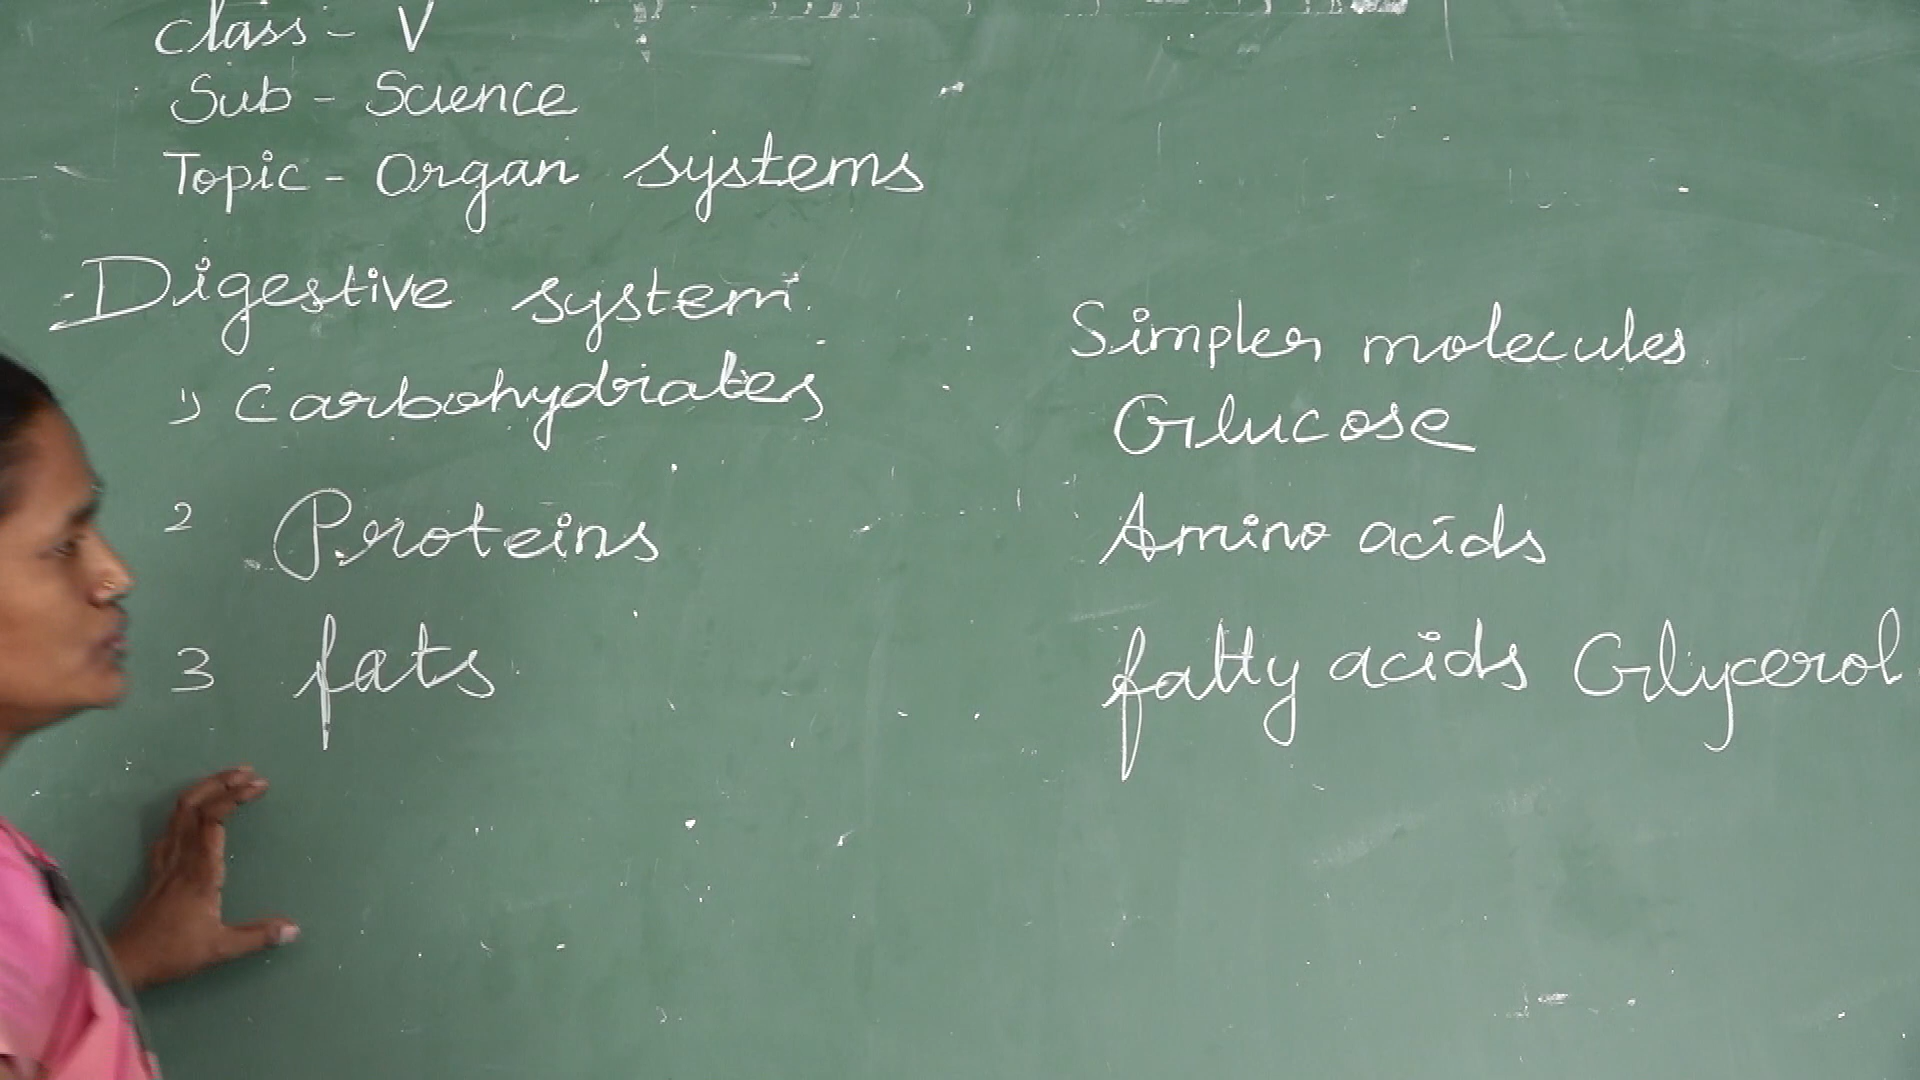 Class - V
Sub - Science
Topic - Organ systems
Digestive system.
Simpler molecules
1) Carbohydrates
Glucose
2 Proteins
Amino acids
3 fats
fatty acids Glycerol